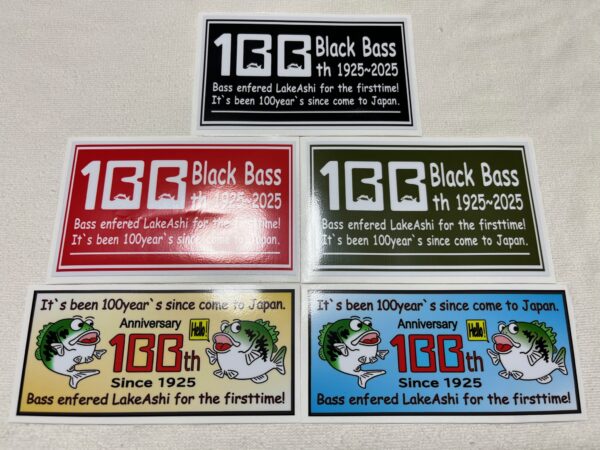 100 Black Bass
th 1925~2025
Bass enfered LakeAshi for the firsttime!
It`s been 100year`s since come to Japan.
100 Black Bass
th 1925~2025
Bass enfered LakeAshi for the firsttime!
It`s been 100year`s since come to Japan.
100 Black Bass
th 1925~2025
Bass enfered LakeAshi for the firsttime!
It`s been 100year`s since come to Japan.
It`s been 100year`s since come to Japan.
Anniversary
Hello!
100th
Since 1925
Bass enfered LakeAshi for the firsttime!
It`s been 100year`s since come to Japan.
Anniversary
Hello!
100th
Since 1925
Bass enfered LakeAshi for the firsttime!